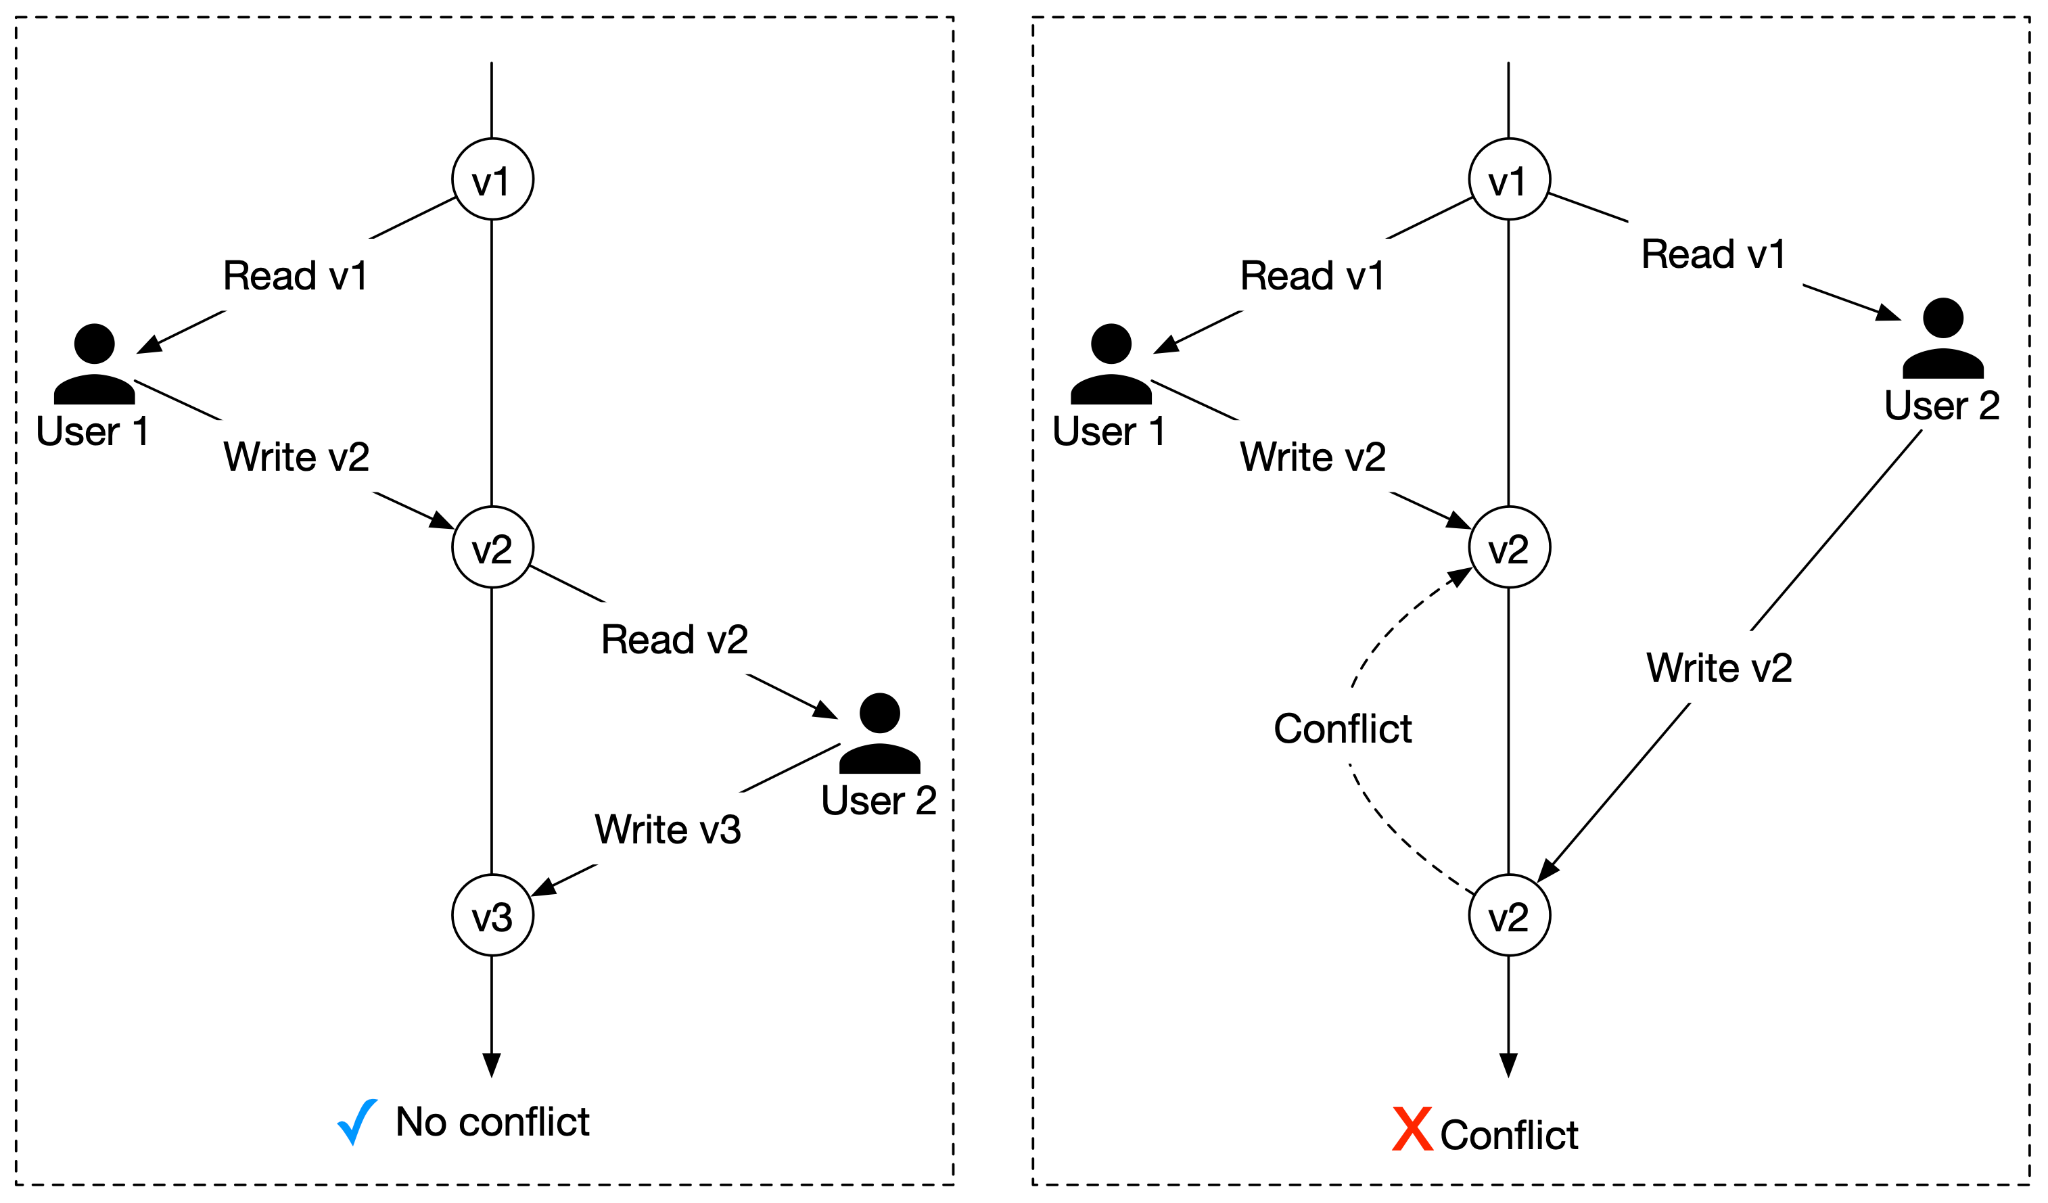 v1
Read v1
User 1
Write v2
v2
Read v2
User 2
Write v3
v3
No conflict
v1
Read v1
Read v1
User 1
User 2
Write v2
v2
Write v2
Conflict
v2
X Conflict